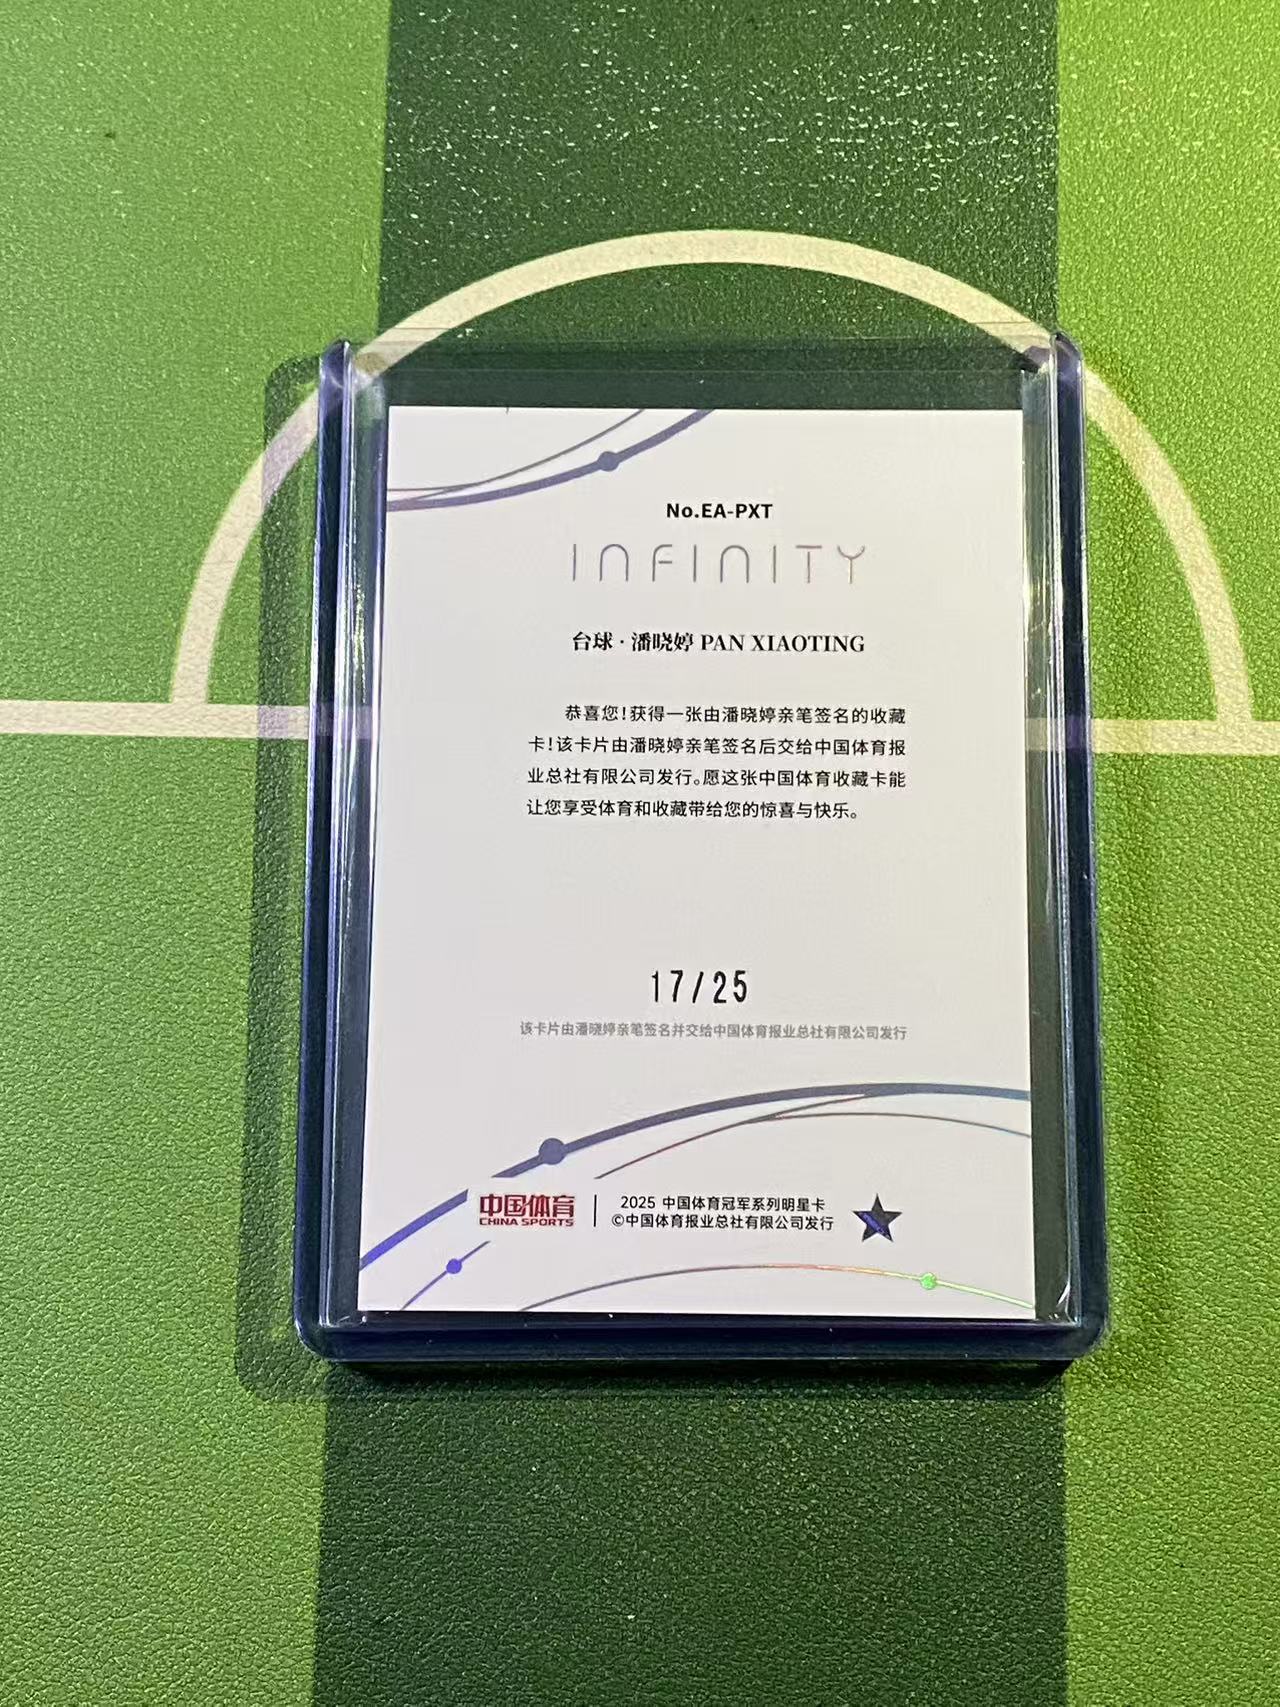 No.EA-PXT
INFINITY
台球·潘晓婷 PAN XIAOTING
恭喜您!获得一张由潘晓婷亲笔签名的收藏
卡!该卡片由潘晓婷亲笔签名后交给中国体育报
业总社有限公司发行。愿这张中国体育收藏卡能
让您享受体育和收藏带给您的惊喜与快乐。
17/25
该卡片由潘晓婷亲笔签名并交给中国体育报业总社有限公司发行
中国体育
CHINA SPORTS
2025 中国体育冠军系列明星卡
©中国体育报业总社有限公司发行